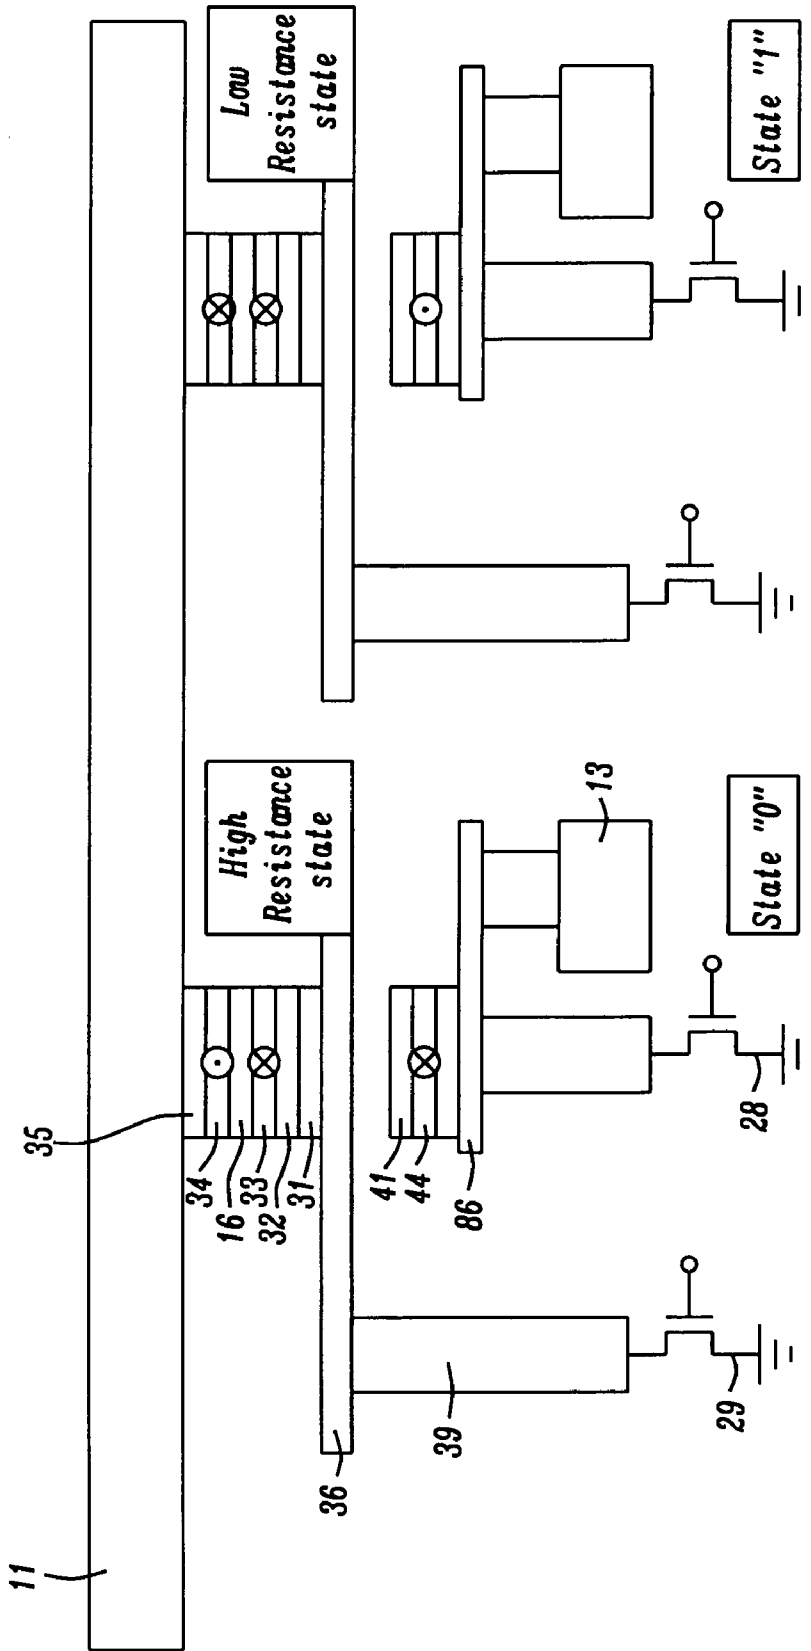 11
35
34
16
33
32
31
High
Resistance
state
Low
Resistance
state
36
41
44
86
39
13
28
29
State "0"
State "1"